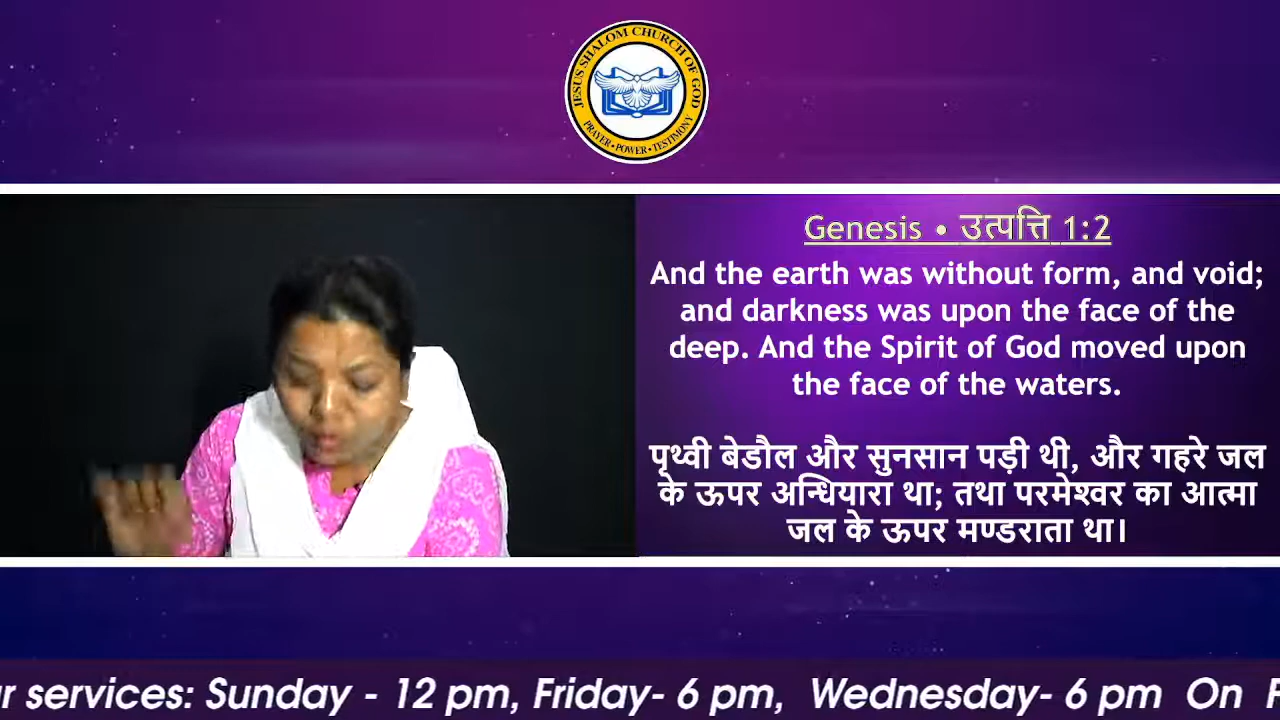 JESUS SHALOM CHURCH OF GOD
PRAYER • POWER • TESTIMONY
Genesis • उत्पत्ति 1:2
And the earth was without form, and void;
and darkness was upon the face of the
deep. And the Spirit of God moved upon
the face of the waters.
पृथ्वी बेडौल और सुनसान पड़ी थी, और गहरे जल
के ऊपर अन्धियारा था; तथा परमेश्वर का आत्मा
जल के ऊपर मण्डराता था।
services: Sunday - 12 pm, Friday- 6 pm, Wednesday- 6 pm On